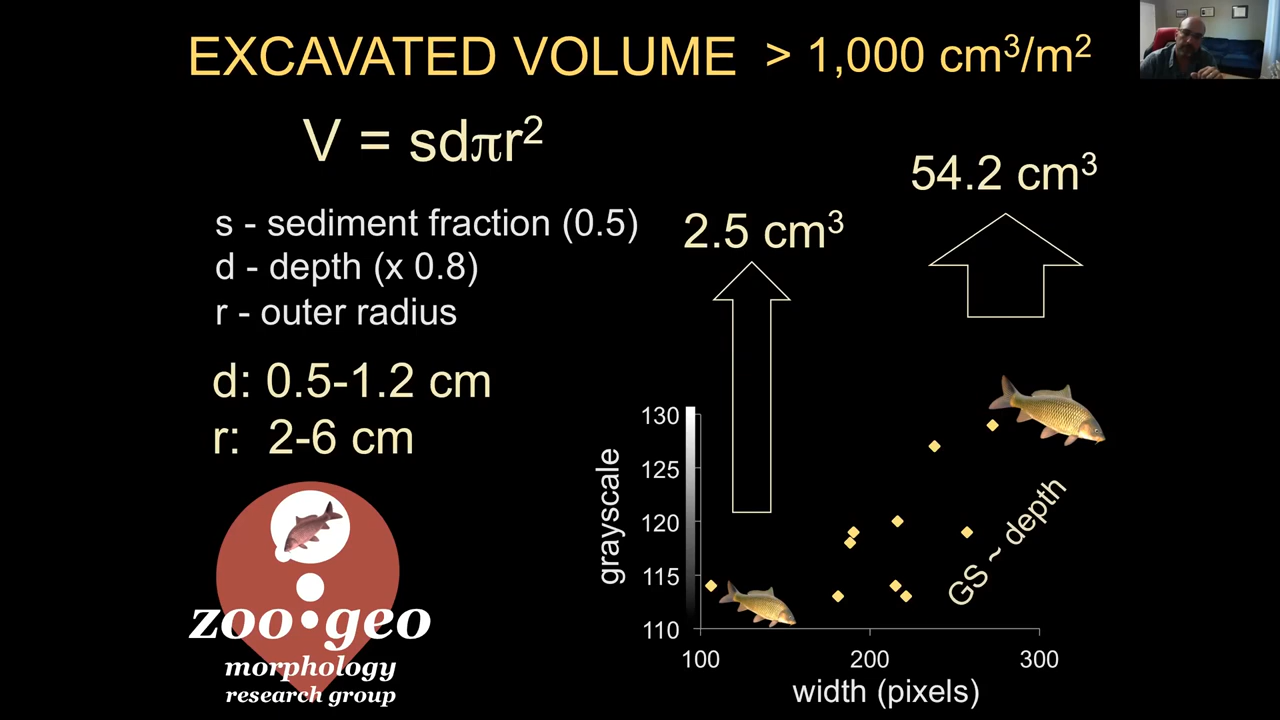 EXCAVATED VOLUME > 1,000 cm³/m²
V = sdπr²
s - sediment fraction (0.5)
d - depth (x 0.8)
r - outer radius
d: 0.5-1.2 cm
r: 2-6 cm
2.5 cm³
54.2 cm³
130
125
120
115
110
grayscale
100 200 300
width (pixels)
GS ~ depth
zoo•geo
morphology
research group